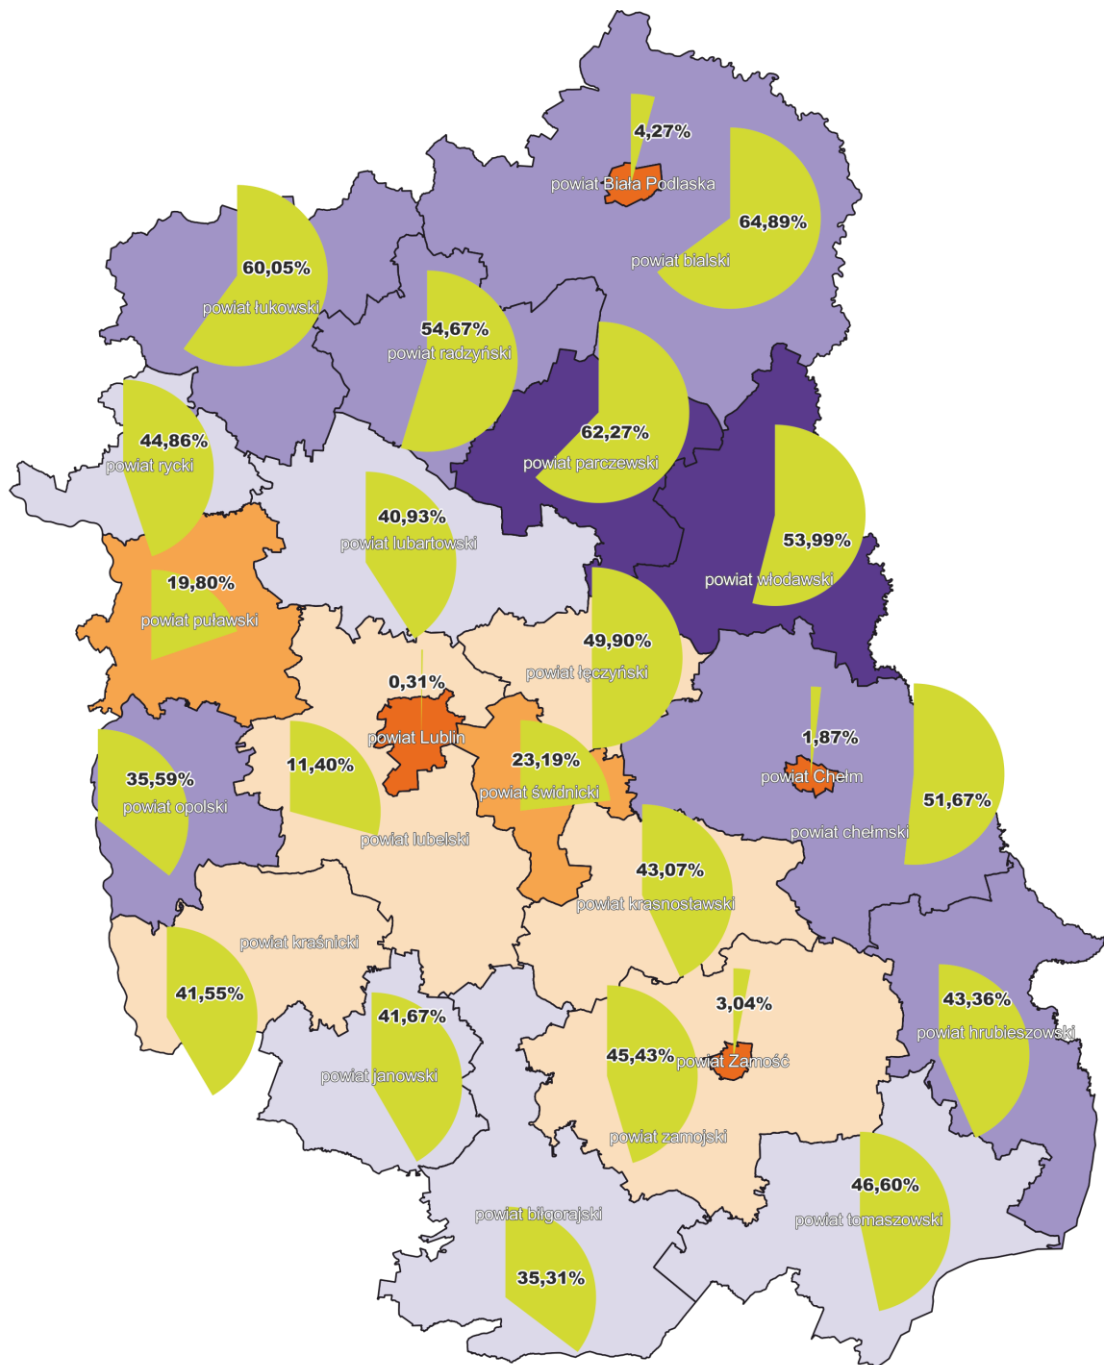 4,27%
powiat Biała Podlaska
64,89%
powiat bialski
60,05%
powiat łukowski
54,67%
powiat radzyński
62,27%
powiat parczewski
44,86%
powiat rycki
40,93%
powiat lubartowski
53,99%
powiat włodawski
19,80%
powiat puławski
49,90%
powiat łęczyński
0,31%
powiat Lublin
1,87%
powiat Chełm
51,67%
powiat chełmski
35,59%
powiat opolski
11,40%
powiat lubelski
23,19%
powiat świdnicki
43,07%
powiat krasnostawski
powiat kraśnicki
41,55%
41,67%
powiat janowski
3,04%
powiat Zamość
45,43%
powiat zamojski
43,36%
powiat hrubieszowski
46,60%
powiat tomaszowski
powiat biłgorajski
35,31%